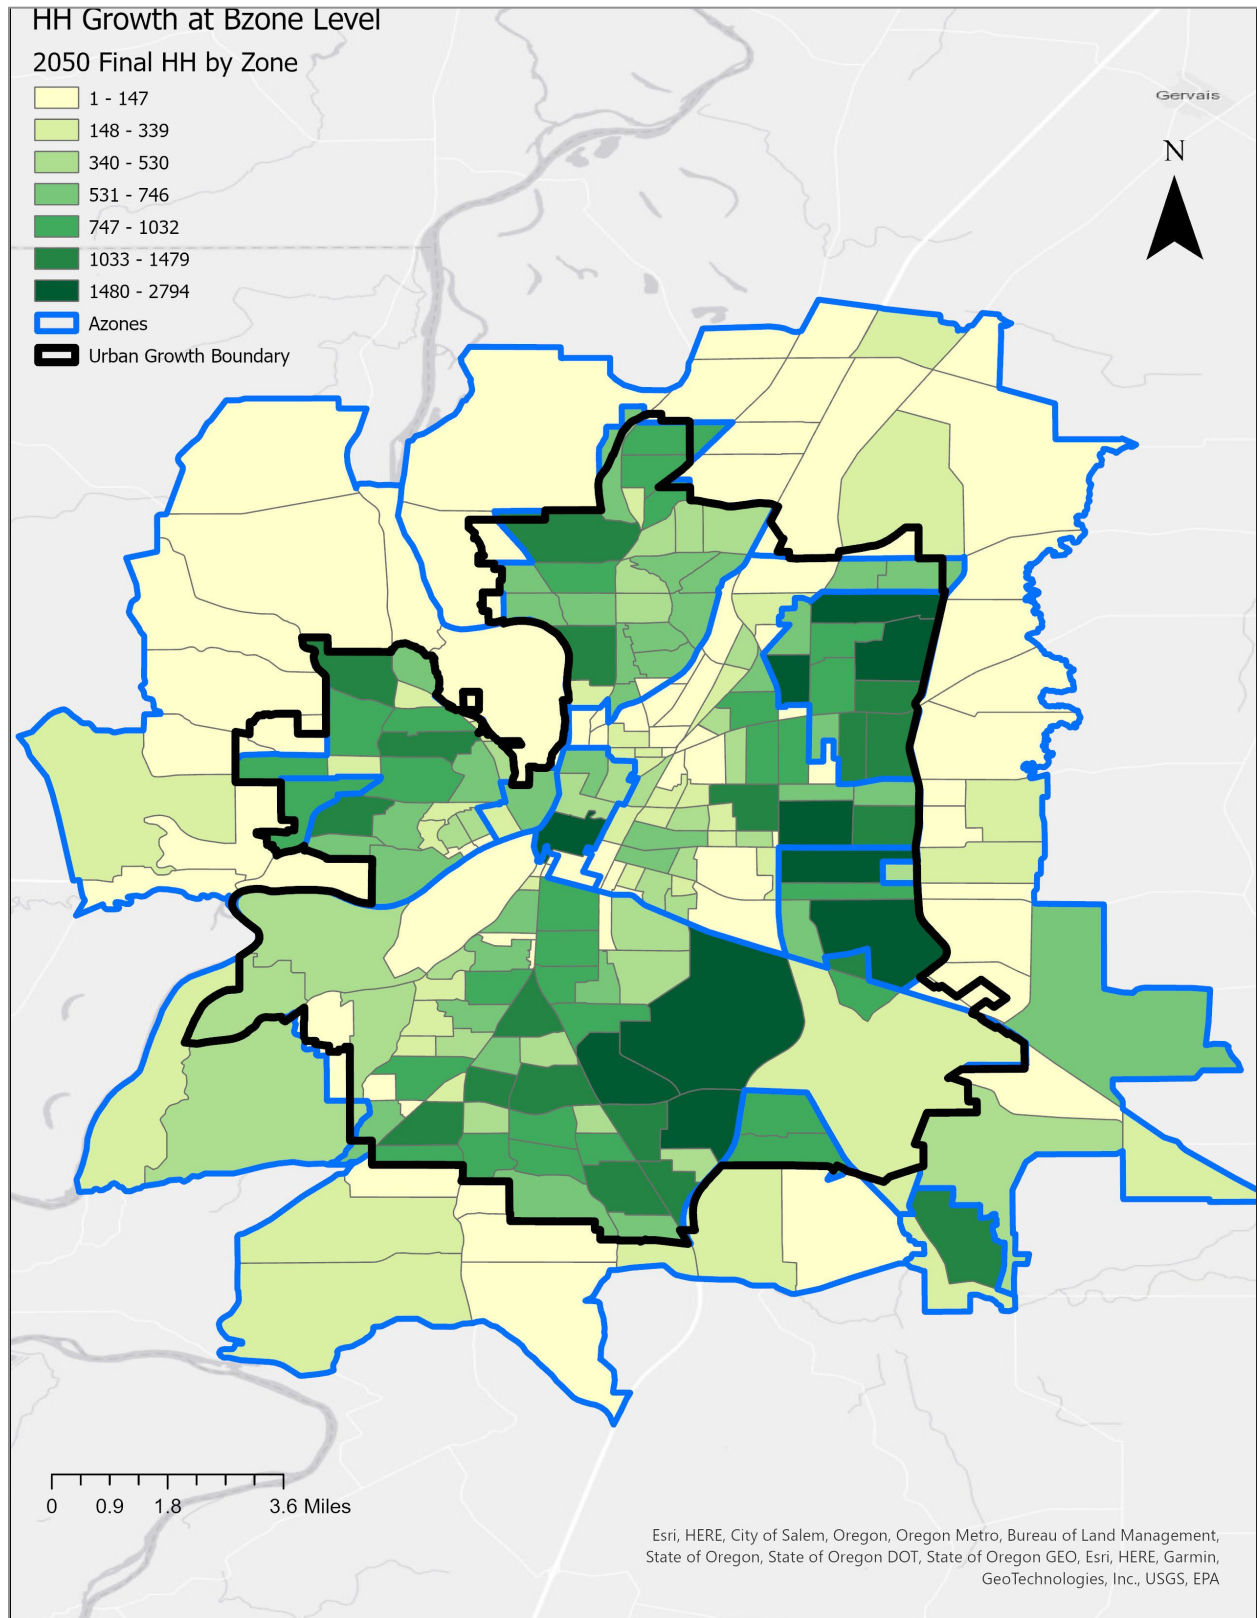 HH Growth at Bzone Level
2050 Final HH by Zone
1 - 147
148 - 339
340 - 530
531 - 746
747 - 1032
1033 - 1479
1480 - 2794
Azones
Urban Growth Boundary
Gervais
N
0 0.9 1.8 3.6 Miles
Esri, HERE, City of Salem, Oregon, Oregon Metro, Bureau of Land Management,
State of Oregon, State of Oregon DOT, State of Oregon GEO, Esri, HERE, Garmin,
GeoTechnologies, Inc., USGS, EPA